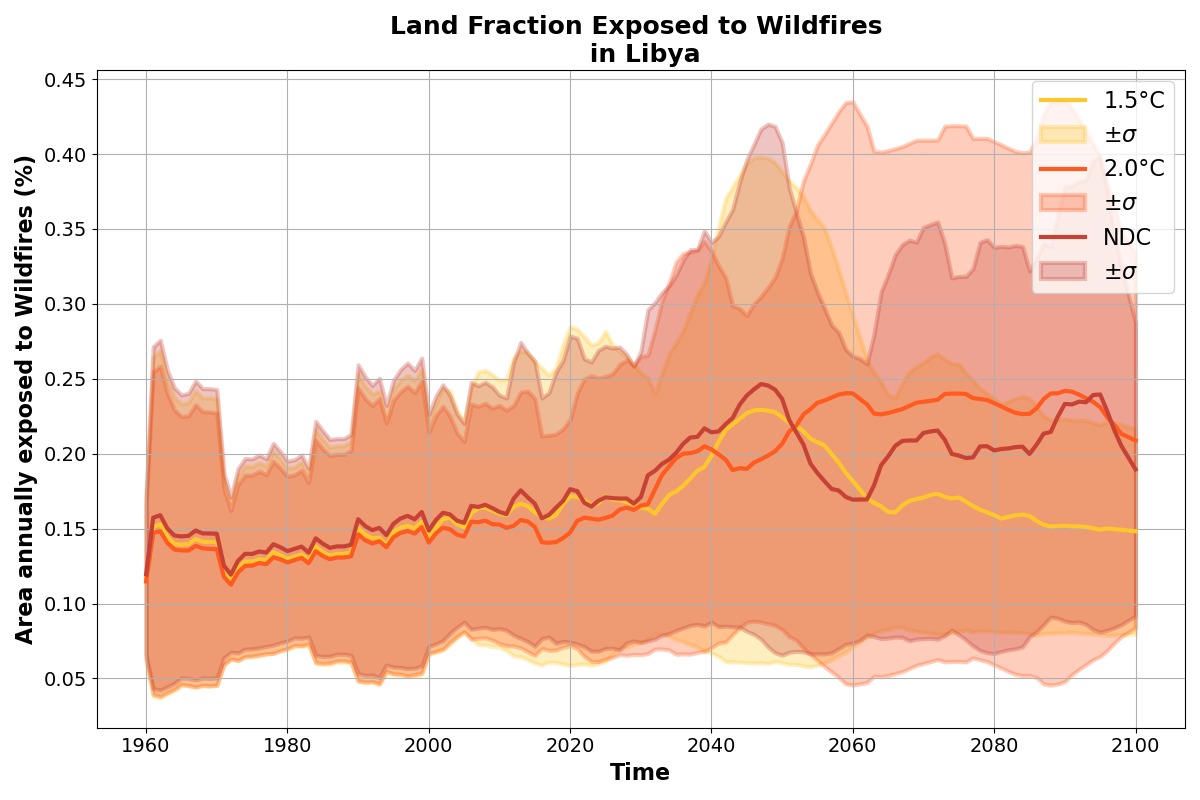 Land Fraction Exposed to Wildfires
in Libya
Area annually exposed to Wildfires (%)
0.45
0.40
0.35
0.30
0.25
0.20
0.15
0.10
0.05
1.5°C
±σ
2.0°C
±σ
NDC
±σ
1960 1980 2000 2020 2040 2060 2080 2100
Time